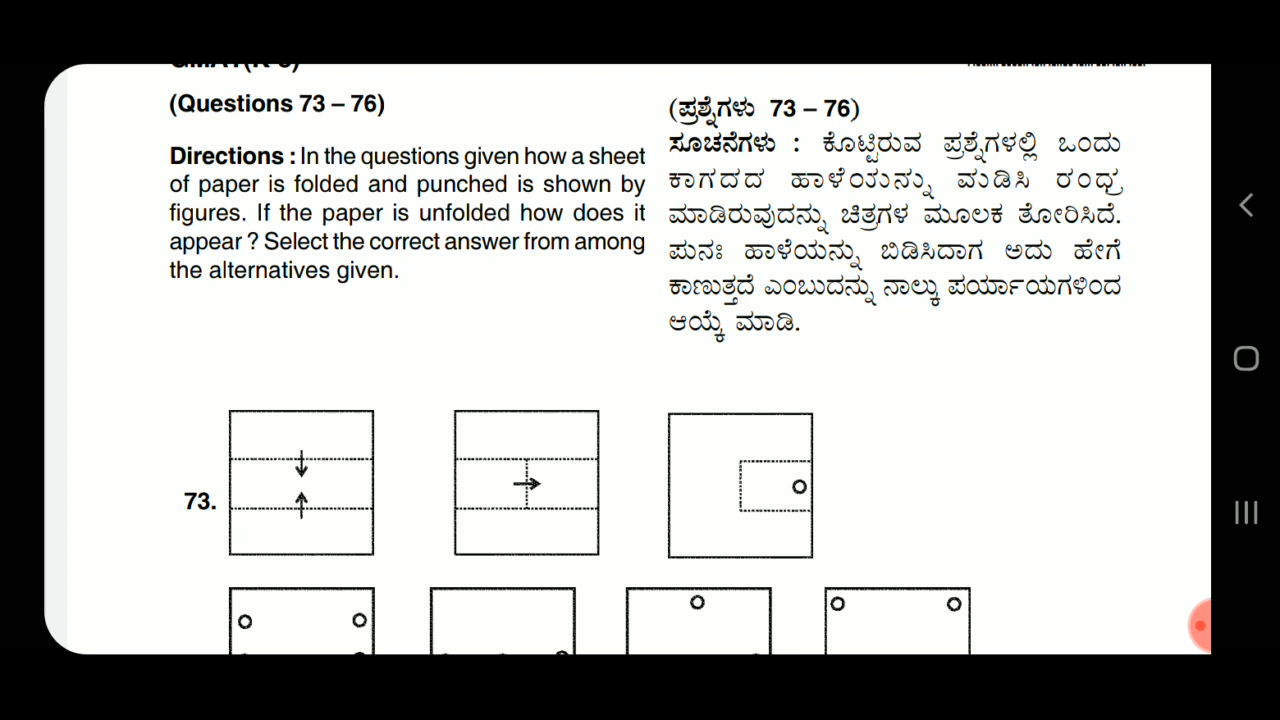 (Questions 73 – 76)
Directions : In the questions given how a sheet
of paper is folded and punched is shown by
figures. If the paper is unfolded how does it
appear ? Select the correct answer from among
the alternatives given.
(ಪ್ರಶ್ನೆಗಳು 73 – 76)
ಸೂಚನೆಗಳು : ಕೊಟ್ಟಿರುವ ಪ್ರಶ್ನೆಗಳಲ್ಲಿ ಒಂದು
ಕಾಗದದ ಹಾಳೆಯನ್ನು ಮಡಿಸಿ ರಂಧ್ರ
ಮಾಡಿರುವುದನ್ನು ಚಿತ್ರಗಳ ಮೂಲಕ ತೋರಿಸಿದೆ.
ಪುನಃ ಹಾಳೆಯನ್ನು ಬಿಡಿಸಿದಾಗ ಅದು ಹೇಗೆ
ಕಾಣುತ್ತದೆ ಎಂಬುದನ್ನು ನಾಲ್ಕು ಪರ್ಯಾಯಗಳಿಂದ
ಆಯ್ಕೆ ಮಾಡಿ.
73.